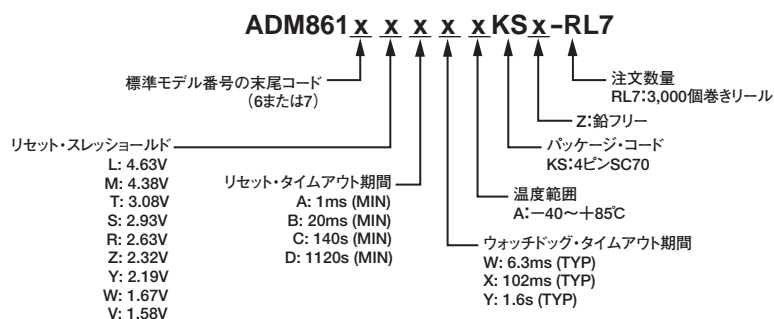 ADM861xxxxxKSx–RL7
標準モデル番号の末尾コード
(6または7)
リセット・スレッショールド
L: 4.63V
M: 4.38V
T: 3.08V
S: 2.93V
R: 2.63V
Z: 2.32V
Y: 2.19V
W: 1.67V
V: 1.58V
リセット・タイムアウト期間
A: 1ms (MIN)
B: 20ms (MIN)
C: 140s (MIN)
D: 1120s (MIN)
注文数量
RL7:3,000個巻きリール
Z:鉛フリー
パッケージ・コード
KS:4ピンSC70
温度範囲
A:−40～+85℃
ウォッチドッグ・タイムアウト期間
W: 6.3ms (TYP)
X: 102ms (TYP)
Y: 1.6s (TYP)